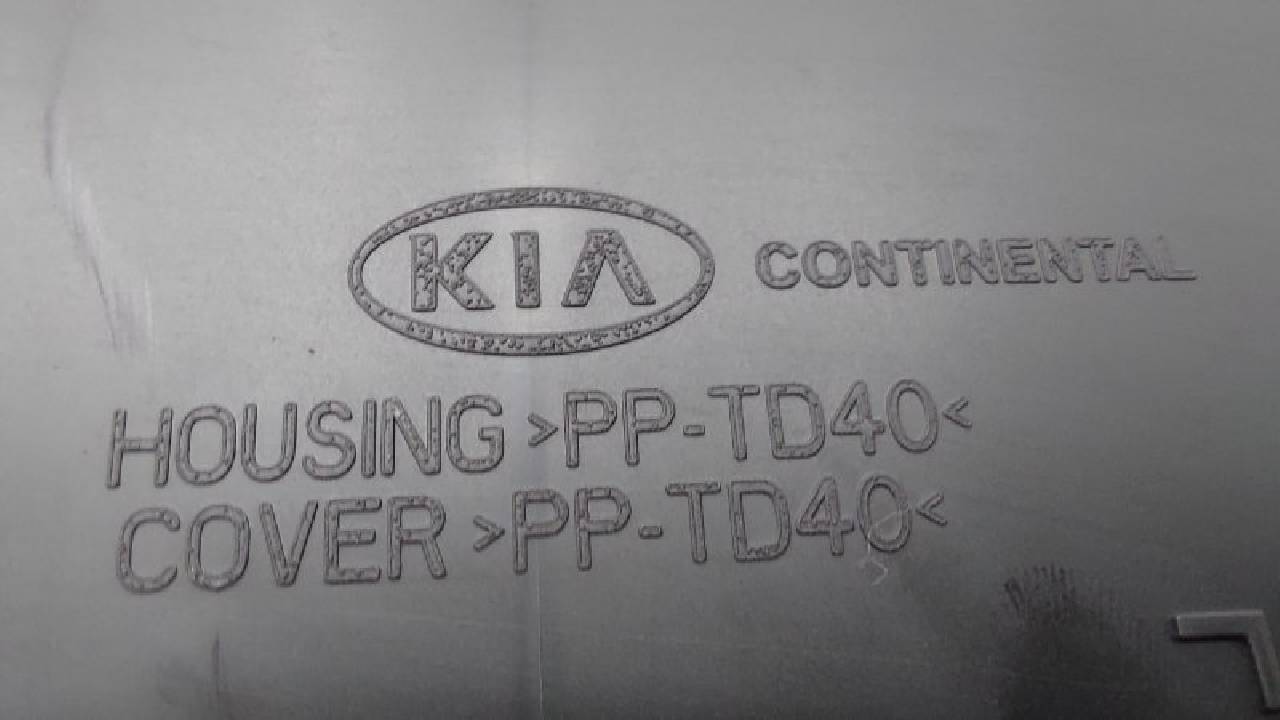 KIA CONTINENTAL
HOUSING >PP-TD40<
COVER >PP-TD40<